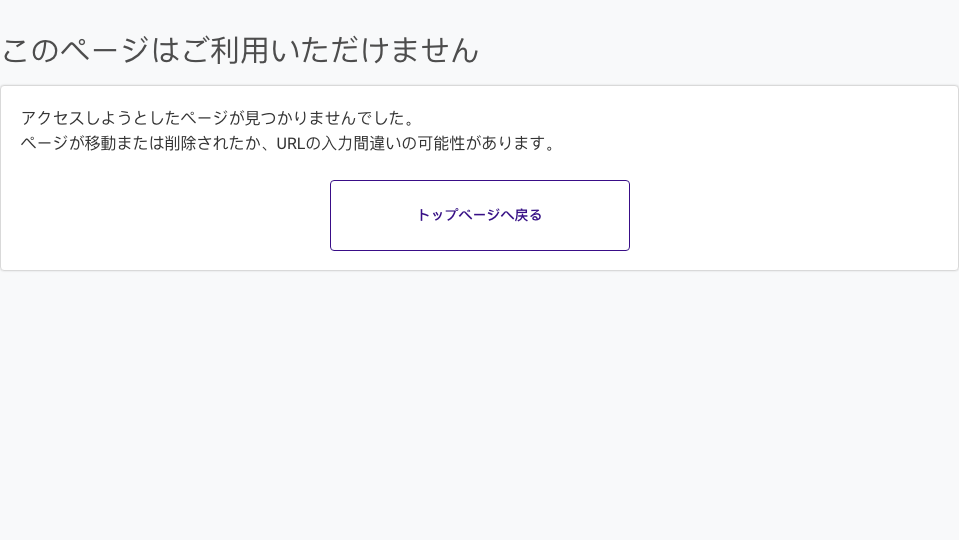 このページはご利用いただけません
アクセスしようとしたページが見つかりませんでした。
ページが移動または削除されたか、URLの入力間違いの可能性があります。
トップページへ戻る